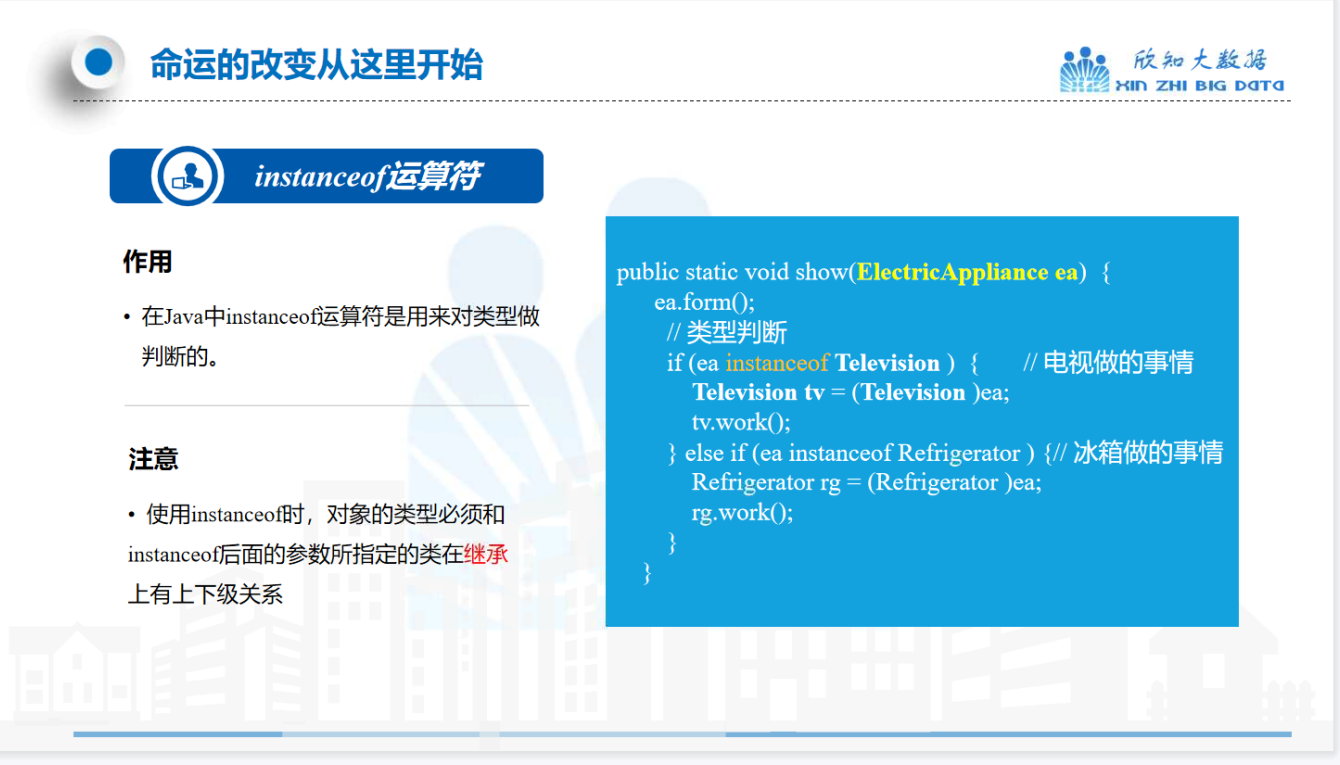 命运的改变从这里开始
欣知大数据
XIN ZHI BIG DATA
instanceof运算符
作用
• 在Java中instanceof运算符是用来对类型做
判断的。
注意
• 使用instanceof时，对象的类型必须和
instanceof后面的参数所指定的类在继承
上有上下级关系
public static void show(ElectricAppliance ea) {
ea.form();
// 类型判断
if (ea instanceof Television ) { // 电视做的事情
Television tv = (Television )ea;
tv.work();
} else if (ea instanceof Refrigerator ) {// 冰箱做的事情
Refrigerator rg = (Refrigerator )ea;
rg.work();
}
}